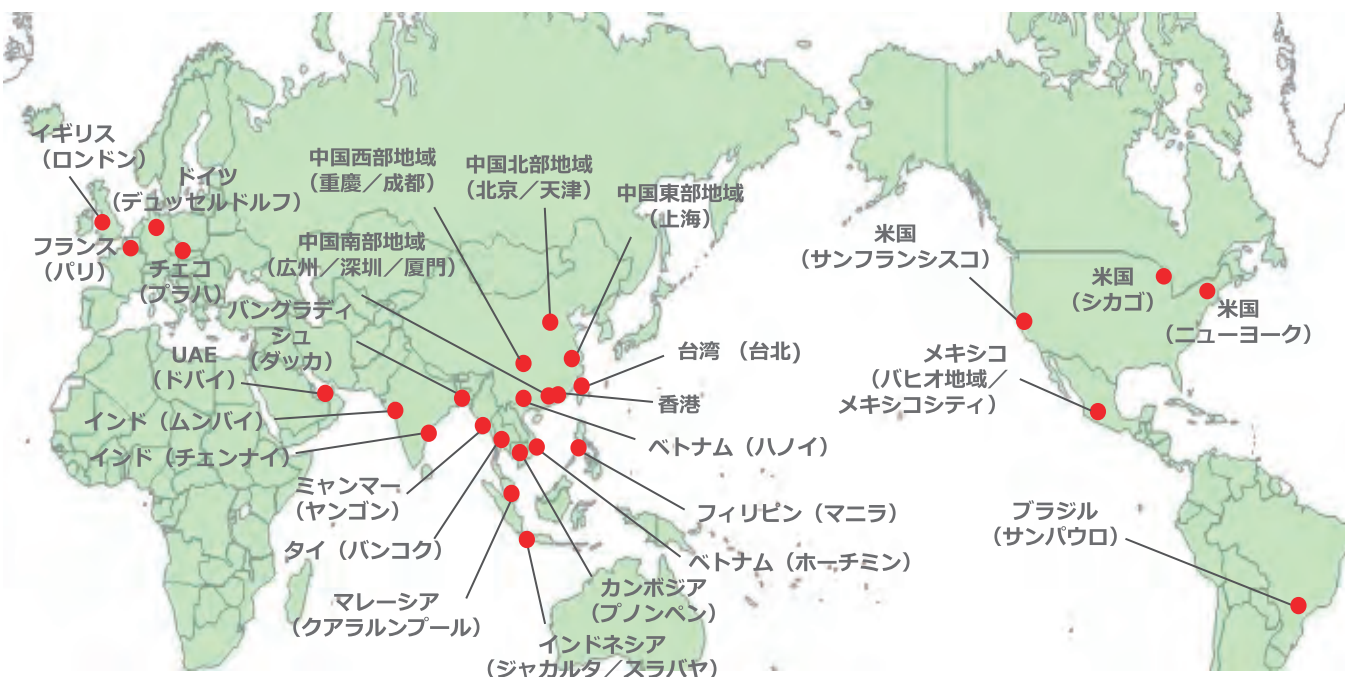 イギリス
（ロンドン）
ドイツ
（デュッセルドルフ）
フランス
（パリ）
チェコ
（プラハ）
中国西部地域
（重慶／成都）
中国北部地域
（北京／天津）
中国東部地域
（上海）
中国南部地域
（広州／深圳／厦門）
バングラディ
シュ
（ダッカ）
UAE
（ドバイ）
インド（ムンバイ）
インド（チェンナイ）
ミャンマー
（ヤンゴン）
タイ（バンコク）
マレーシア
（クアラルンプール）
インドネシア
（ジャカルタ／スラバヤ）
カンボジア
（プノンペン）
ベトナム（ホーチミン）
フィリピン（マニラ）
ベトナム（ハノイ）
香港
台湾 （台北)
米国
（サンフランシスコ）
米国
（シカゴ）
米国
（ニューヨーク）
メキシコ
（バヒオ地域／
メキシコシティ）
ブラジル
（サンパウロ）